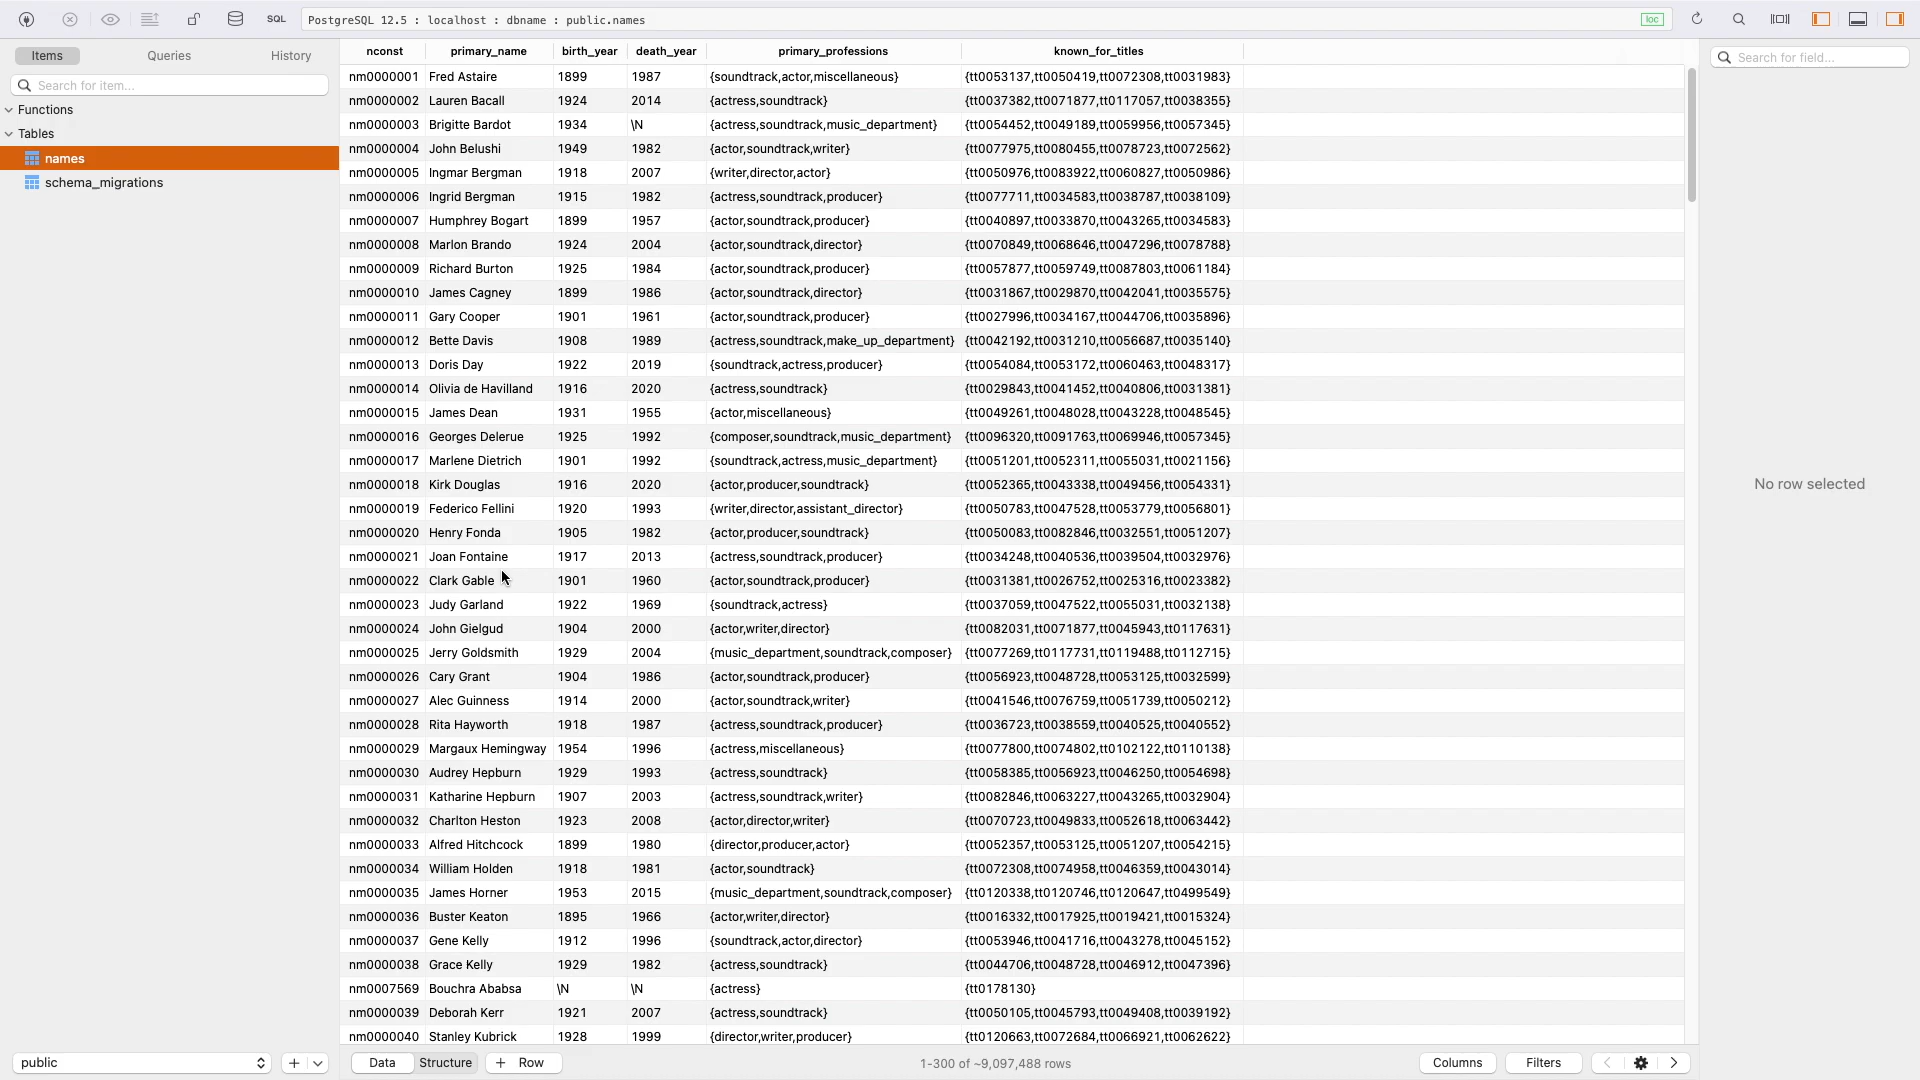 SQL PostgreSQL 12.5 : localhost : dbname : public.names loc
Items Queries History
Search for item...
Functions
Tables
names
schema_migrations
public
nconst primary_name birth_year death_year primary_professions known_for_titles
nm0000001 Fred Astaire 1899 1987 {soundtrack,actor,miscellaneous} {tt0053137,tt0050419,tt0072308,tt0031983}
nm0000002 Lauren Bacall 1924 2014 {actress,soundtrack} {tt0037382,tt0071877,tt0117057,tt0038355}
nm0000003 Brigitte Bardot 1934 \N {actress,soundtrack,music_department} {tt0054452,tt0049189,tt0059956,tt0057345}
nm0000004 John Belushi 1949 1982 {actor,soundtrack,writer} {tt0077975,tt0080455,tt0078723,tt0072562}
nm0000005 Ingmar Bergman 1918 2007 {writer,director,actor} {tt0050976,tt0083922,tt0060827,tt0050986}
nm0000006 Ingrid Bergman 1915 1982 {actress,soundtrack,producer} {tt0077711,tt0034583,tt0038787,tt0038109}
nm0000007 Humphrey Bogart 1899 1957 {actor,soundtrack,producer} {tt0040897,tt0033870,tt0043265,tt0034583}
nm0000008 Marlon Brando 1924 2004 {actor,soundtrack,director} {tt0070849,tt0068646,tt0047296,tt0078788}
nm0000009 Richard Burton 1925 1984 {actor,soundtrack,producer} {tt0057877,tt0059749,tt0087803,tt0061184}
nm0000010 James Cagney 1899 1986 {actor,soundtrack,director} {tt0031867,tt0029870,tt0042041,tt0035575}
nm0000011 Gary Cooper 1901 1961 {actor,soundtrack,producer} {tt0027996,tt0034167,tt0044706,tt0035896}
nm0000012 Bette Davis 1908 1989 {actress,soundtrack,make_up_department} {tt0042192,tt0031210,tt0056687,tt0035140}
nm0000013 Doris Day 1922 2019 {soundtrack,actress,producer} {tt0054084,tt0053172,tt0060463,tt0048317}
nm0000014 Olivia de Havilland 1916 2020 {actress,soundtrack} {tt0029843,tt0041452,tt0040806,tt0031381}
nm0000015 James Dean 1931 1955 {actor,miscellaneous} {tt0049261,tt0048028,tt0043228,tt0048545}
nm0000016 Georges Delerue 1925 1992 {composer,soundtrack,music_department} {tt0096320,tt0091763,tt0069946,tt0057345}
nm0000017 Marlene Dietrich 1901 1992 {soundtrack,actress,music_department} {tt0051201,tt0052311,tt0055031,tt0021156}
nm0000018 Kirk Douglas 1916 2020 {actor,producer,soundtrack} {tt0052365,tt0043338,tt0049456,tt0054331}
nm0000019 Federico Fellini 1920 1993 {writer,director,assistant_director} {tt0050783,tt0047528,tt0053779,tt0056801}
nm0000020 Henry Fonda 1905 1982 {actor,producer,soundtrack} {tt0050083,tt0082846,tt0032551,tt0051207}
nm0000021 Joan Fontaine 1917 2013 {actress,soundtrack,producer} {tt0034248,tt0040536,tt0039504,tt0032976}
nm0000022 Clark Gable 1901 1960 {actor,soundtrack,producer} {tt0031381,tt0026752,tt0025316,tt0023382}
nm0000023 Judy Garland 1922 1969 {soundtrack,actress} {tt0037059,tt0047522,tt0055031,tt0032138}
nm0000024 John Gielgud 1904 2000 {actor,writer,director} {tt0082031,tt0071877,tt0045943,tt0117631}
nm0000025 Jerry Goldsmith 1929 2004 {music_department,soundtrack,composer} {tt0077269,tt0117731,tt0119488,tt0112715}
nm0000026 Cary Grant 1904 1986 {actor,soundtrack,producer} {tt0056923,tt0048728,tt0053125,tt0032599}
nm0000027 Alec Guinness 1914 2000 {actor,soundtrack,writer} {tt0041546,tt0076759,tt0051739,tt0050212}
nm0000028 Rita Hayworth 1918 1987 {actress,soundtrack,producer} {tt0036723,tt0038559,tt0040525,tt0040552}
nm0000029 Margaux Hemingway 1954 1996 {actress,miscellaneous} {tt0077800,tt0074802,tt0102122,tt0110138}
nm0000030 Audrey Hepburn 1929 1993 {actress,soundtrack} {tt0058385,tt0056923,tt0046250,tt0054698}
nm0000031 Katharine Hepburn 1907 2003 {actress,soundtrack,writer} {tt0082846,tt0063227,tt0043265,tt0032904}
nm0000032 Charlton Heston 1923 2008 {actor,director,writer} {tt0070723,tt0049833,tt0052618,tt0063442}
nm0000033 Alfred Hitchcock 1899 1980 {director,producer,actor} {tt0052357,tt0053125,tt0051207,tt0054215}
nm0000034 William Holden 1918 1981 {actor,soundtrack} {tt0072308,tt0074958,tt0046359,tt0043014}
nm0000035 James Horner 1953 2015 {music_department,soundtrack,composer} {tt0120338,tt0120746,tt0120647,tt0499549}
nm0000036 Buster Keaton 1895 1966 {actor,writer,director} {tt0016332,tt0017925,tt0019421,tt0015324}
nm0000037 Gene Kelly 1912 1996 {soundtrack,actor,director} {tt0053946,tt0041716,tt0043278,tt0045152}
nm0000038 Grace Kelly 1929 1982 {actress,soundtrack} {tt0044706,tt0048728,tt0046912,tt0047396}
nm0007569 Bouchra Ababsa \N \N {actress} {tt0178130}
nm0000039 Deborah Kerr 1921 2007 {actress,soundtrack} {tt0050105,tt0045793,tt0049408,tt0039192}
nm0000040 Stanley Kubrick 1928 1999 {director,writer,producer} {tt0120663,tt0072684,tt0066921,tt0062622}
Data Structure + Row 1-300 of ~9,097,488 rows Columns Filters
Search for field...
No row selected